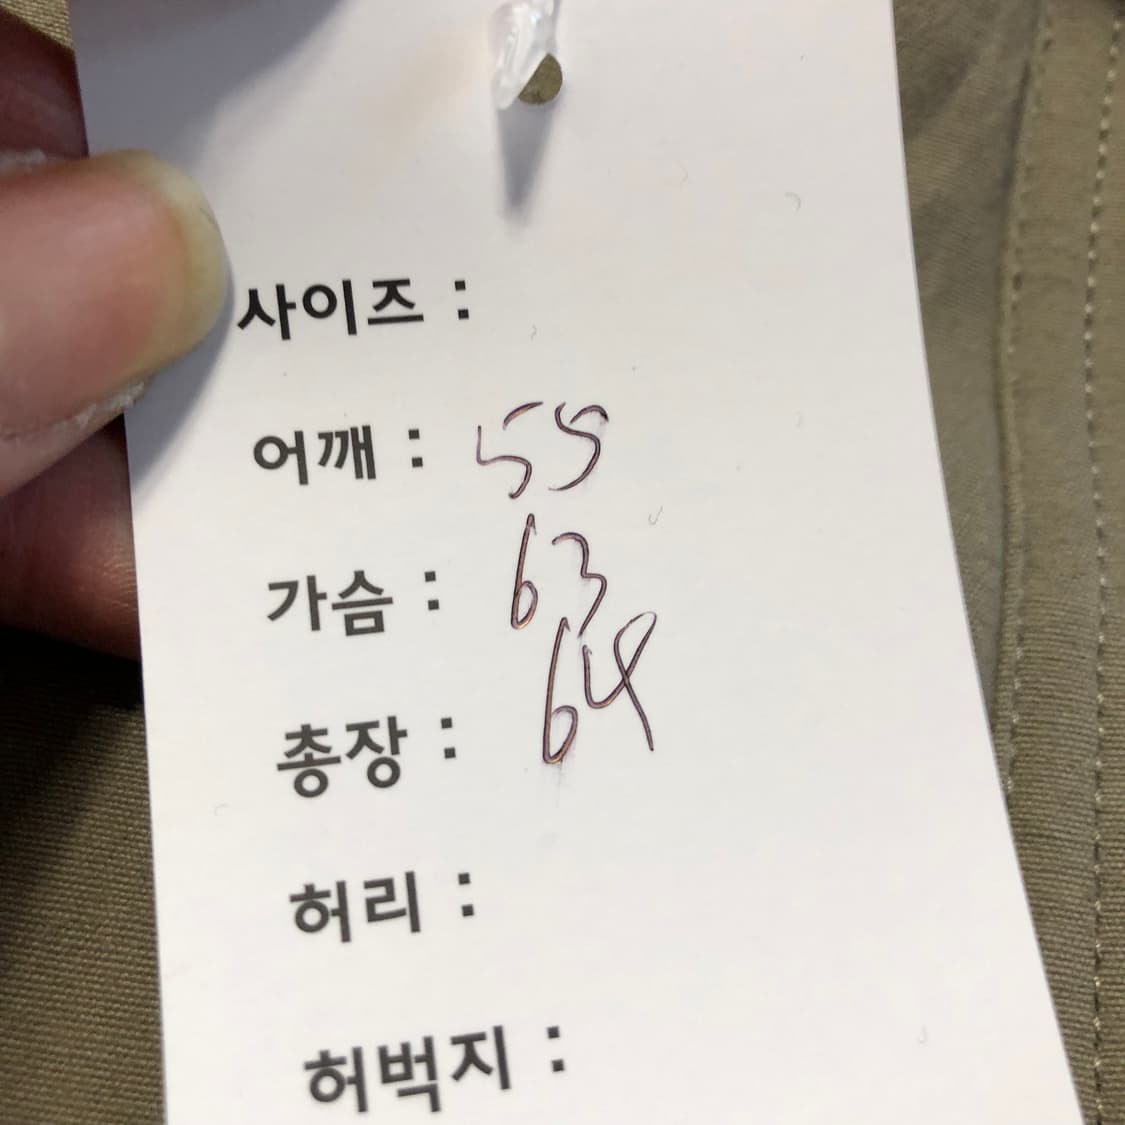 사이즈 :
어깨 : 55
가슴 : 63
총장 : 64
허리 :
허벅지 :